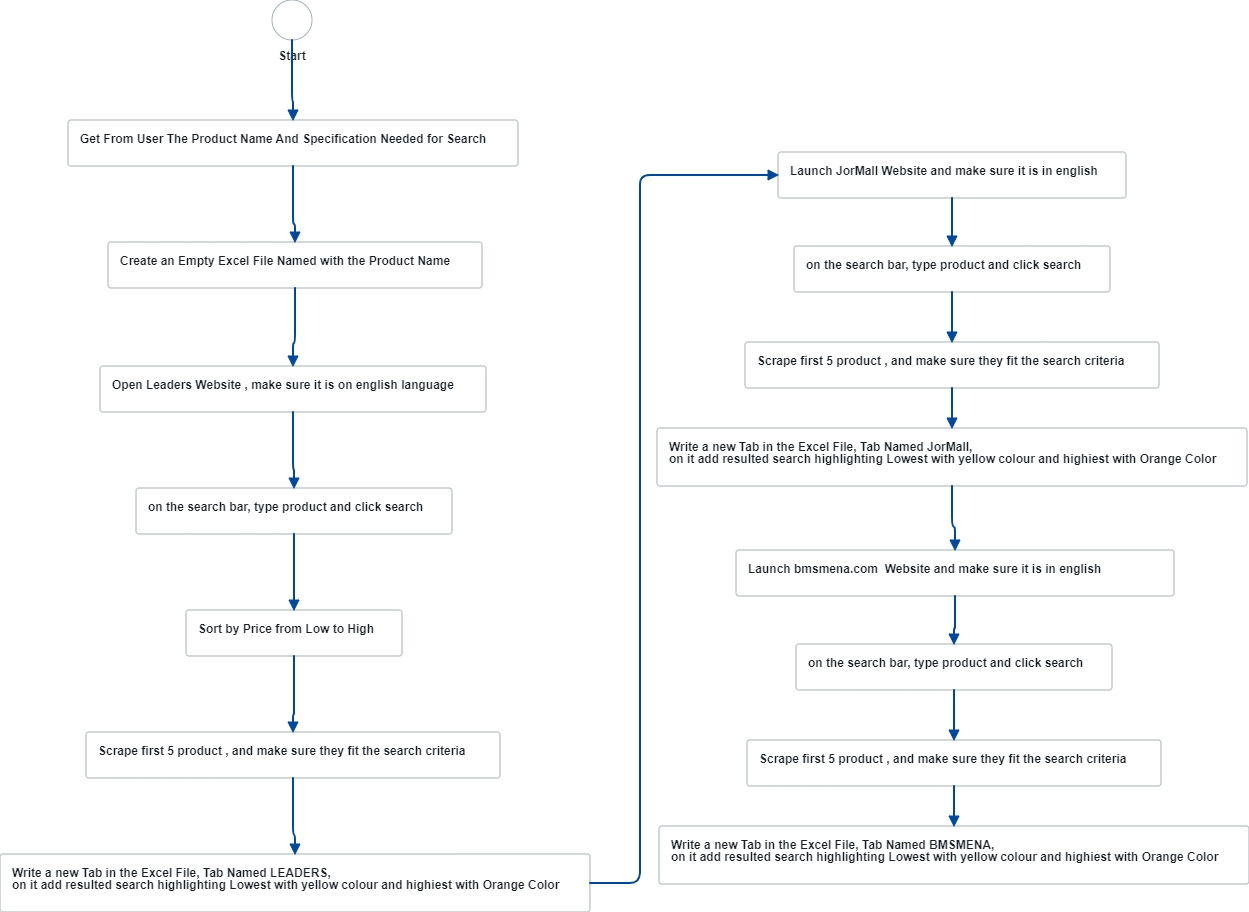 Start
Get From User The Product Name And Specification Needed for Search
Create an Empty Excel File Named with the Product Name
Open Leaders Website , make sure it is on english language
on the search bar, type product and click search
Sort by Price from Low to High
Scrape first 5 product , and make sure they fit the search criteria
Write a new Tab in the Excel File, Tab Named LEADERS,
on it add resulted search highlighting Lowest with yellow colour and highiest with Orange Color
Launch JorMall Website and make sure it is in english
on the search bar, type product and click search
Scrape first 5 product , and make sure they fit the search criteria
Write a new Tab in the Excel File, Tab Named JorMall,
on it add resulted search highlighting Lowest with yellow colour and highiest with Orange Color
Launch bmsmena.com  Website and make sure it is in english
on the search bar, type product and click search
Scrape first 5 product , and make sure they fit the search criteria
Write a new Tab in the Excel File, Tab Named BMSMENA,
on it add resulted search highlighting Lowest with yellow colour and highiest with Orange Color